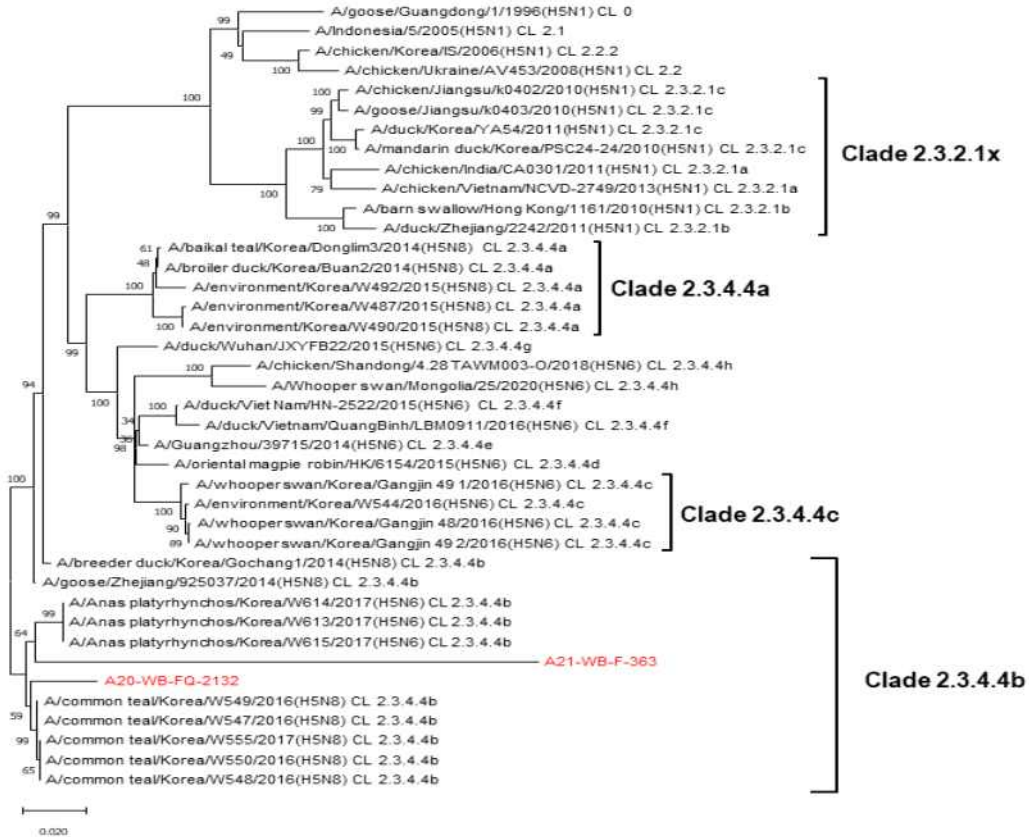 A/goose/Guangdong/1/1996(H5N1) CL 0
99
A/Indonesia/5/2005(H5N1) CL 2.1
A/chicken/Korea/IS/2006(H5N1) CL 2.2.2
49
100
A/chicken/Ukraine/AV453/2008(H5N1) CL 2.2
100
A/chicken/Jiangsu/k0402/2010(H5N1) CL 2.3.2.1c
100
99
A/goose/Jiangsu/k0403/2010(H5N1) CL 2.3.2.1c
A/duck/Korea/YA54/2011(H5N1) CL 2.3.2.1c
100
100
A/mandarin duck/Korea/PSC24-24/2010(H5N1) CL 2.3.2.1c
Clade 2.3.2.1x
A/chicken/India/CA0301/2011(H5N1) CL 2.3.2.1a
100
79
A/chicken/Vietnam/NCVD-2749/2013(H5N1) CL 2.3.2.1a
A/barn swallow/Hong Kong/1161/2010(H5N1) CL 2.3.2.1b
99
100
A/duck/Zhejiang/2242/2011(H5N1) CL 2.3.2.1b
61
A/baikal teal/Korea/Donglim3/2014(H5N8) CL 2.3.4.4a
48
A/broiler duck/Korea/Buan2/2014(H5N8) CL 2.3.4.4a
100
A/environment/Korea/W492/2015(H5N8) CL 2.3.4.4a
Clade 2.3.4.4a
A/environment/Korea/W487/2015(H5N8) CL 2.3.4.4a
100
A/environment/Korea/W490/2015(H5N8) CL 2.3.4.4a
99
A/duck/Wuhan/JXYFB22/2015(H5N6) CL 2.3.4.4g
A/chicken/Shandong/4.28 TAWM003-O/2018(H5N6) CL 2.3.4.4h
100
A/Whooper swan/Mongolia/25/2020(H5N6) CL 2.3.4.4h
94
100
A/duck/Viet Nam/HN-2522/2015(H5N6) CL 2.3.4.4f
100
34
A/duck/Vietnam/QuangBinh/LBM0911/2016(H5N6) CL 2.3.4.4f
A/Guangzhou/39715/2014(H5N6) CL 2.3.4.4e
98
A/oriental magpie robin/HK/6154/2015(H5N6) CL 2.3.4.4d
100
A/whooper swan/Korea/Gangjin 49 1/2016(H5N6) CL 2.3.4.4c
100
A/environment/Korea/W544/2016(H5N6) CL 2.3.4.4c
Clade 2.3.4.4c
90
A/whooper swan/Korea/Gangjin 48/2016(H5N6) CL 2.3.4.4c
89
A/whooper swan/Korea/Gangjin 49 2/2016(H5N6) CL 2.3.4.4c
A/breeder duck/Korea/Gochang1/2014(H5N8) CL 2.3.4.4b
A/goose/Zhejiang/925037/2014(H5N8) CL 2.3.4.4b
A/Anas platyrhynchos/Korea/W614/2017(H5N6) CL 2.3.4.4b
99
A/Anas platyrhynchos/Korea/W613/2017(H5N6) CL 2.3.4.4b
64
A/Anas platyrhynchos/Korea/W615/2017(H5N6) CL 2.3.4.4b
A21-WB-F-363
A20-WB-FQ-2132
Clade 2.3.4.4b
A/common teal/Korea/W549/2016(H5N8) CL 2.3.4.4b
59
A/common teal/Korea/W547/2016(H5N8) CL 2.3.4.4b
99
A/common teal/Korea/W555/2017(H5N8) CL 2.3.4.4b
A/common teal/Korea/W550/2016(H5N8) CL 2.3.4.4b
65
A/common teal/Korea/W548/2016(H5N8) CL 2.3.4.4b
0.020